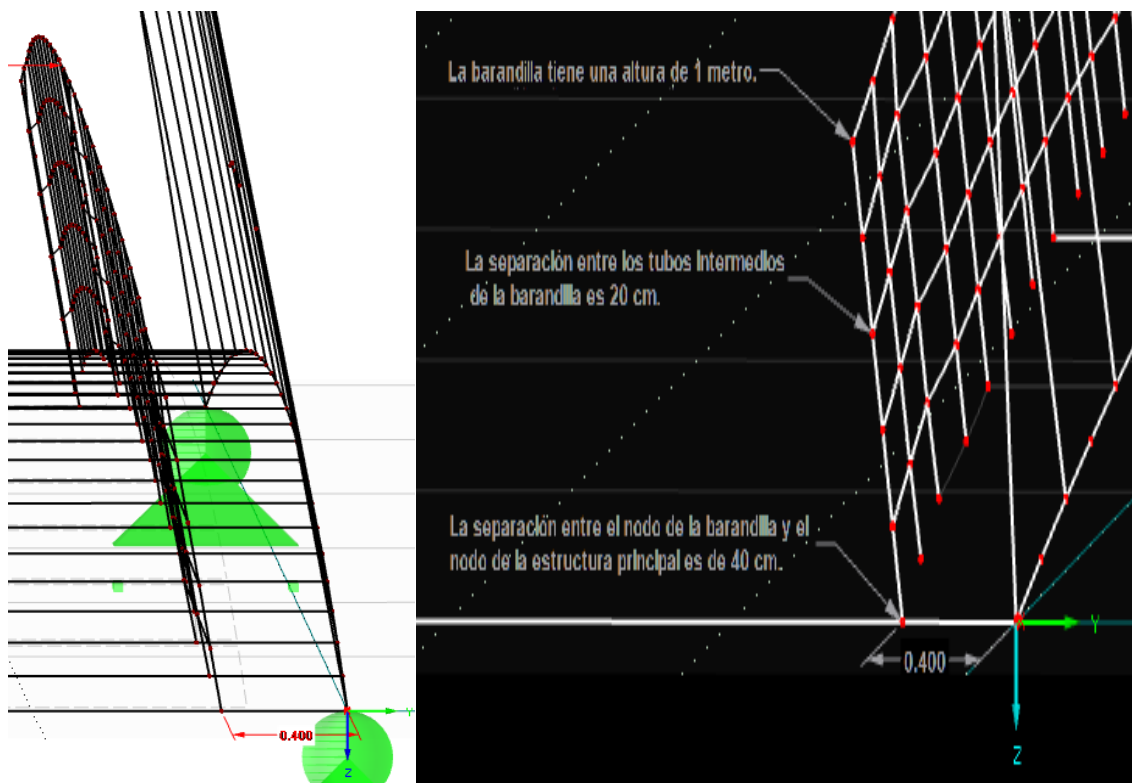 0.400
Y
Z
La barandilla tiene una altura de 1 metro.
La separación entre los tubos intermedios
de la barandilla es 20 cm.
La separación entre el nodo de la barandilla y el
nodo de la estructura principal es de 40 cm.
0.400
Y
Z